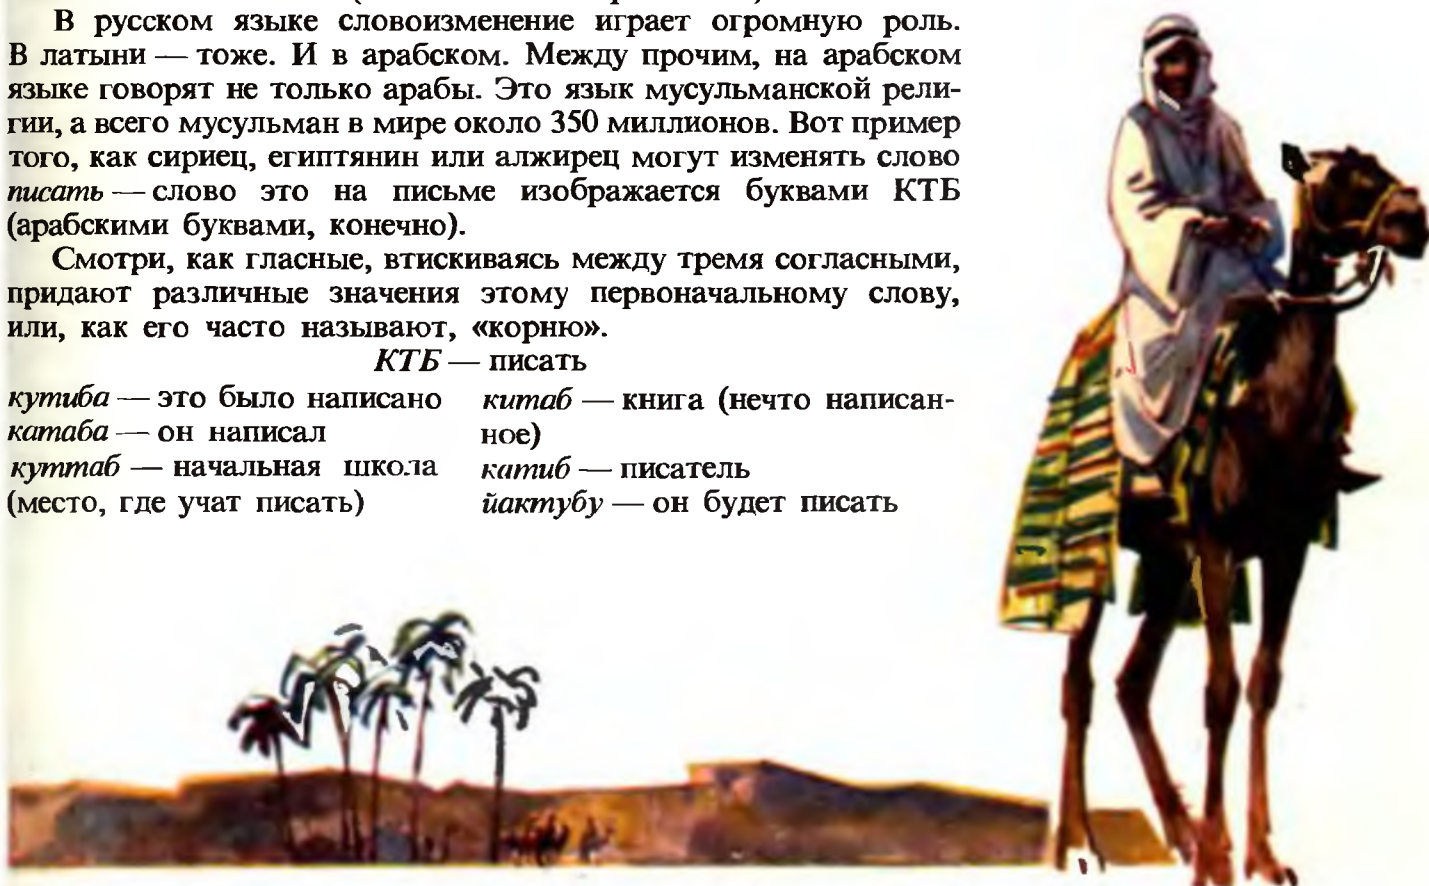 В русском языке словоизменение играет огромную роль.
В латыни — тоже. И в арабском. Между прочим, на арабском
языке говорят не только арабы. Это язык мусульманской рели-
гии, а всего мусульман в мире около 350 миллионов. Вот пример
того, как сириец, египтянин или алжирец могут изменять слово
писать — слово это на письме изображается буквами КТБ
(арабскими буквами, конечно).
Смотри, как гласные, втискиваясь между тремя согласными,
придают различные значения этому первоначальному слову,
или, как его часто называют, «корню».
КТБ — писать
кутиба — это было написано
катаба — он написал
куттаб — начальная школа
(место, где учат писать)
китаб — книга (нечто написан-
ное)
катиб — писатель
йактубу — он будет писать